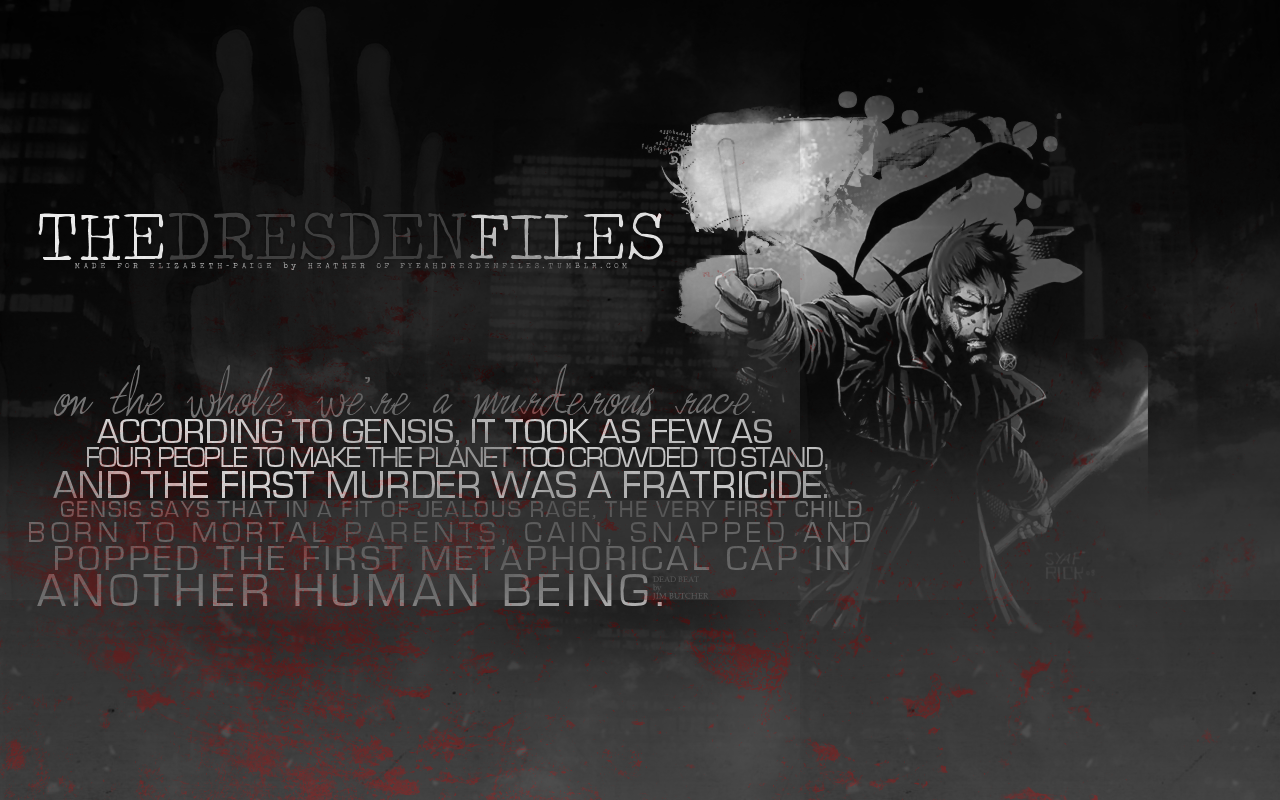 THEDRESDENFILES
MADE FOR ELIZABETH-PAIGE by HEATHER OF FYEAHDRESDENFILES.TUMBLR.COM
on the whole, we're a murderous race.
ACCORDING TO GENSIS, IT TOOK AS FEW AS
FOUR PEOPLE TO MAKE THE PLANET TOO CROWDED TO STAND,
AND THE FIRST MURDER WAS A FRATRICIDE.
GENSIS SAYS THAT IN A FIT OF JEALOUS RAGE, THE VERY FIRST CHILD
BORN TO MORTAL PARENTS, CAIN, SNAPPED AND
POPPED THE FIRST METAPHORICAL CAP IN
ANOTHER HUMAN BEING.
DEAD BEAT
by
JIM BUTCHER
SYAF
RICH